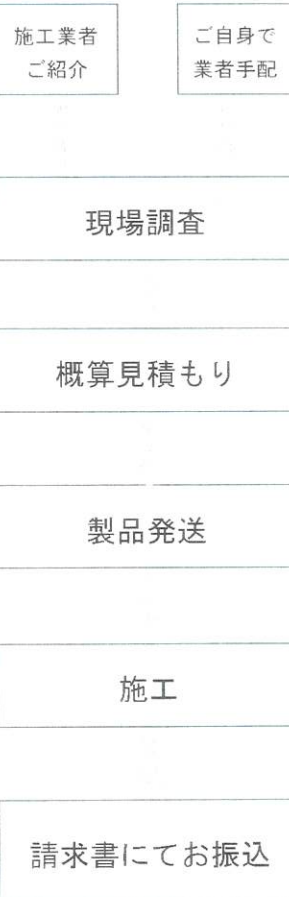 施工業者
ご紹介
ご自身で
業者手配
現場調査
概算見積もり
製品発送
施工
請求書にてお振込